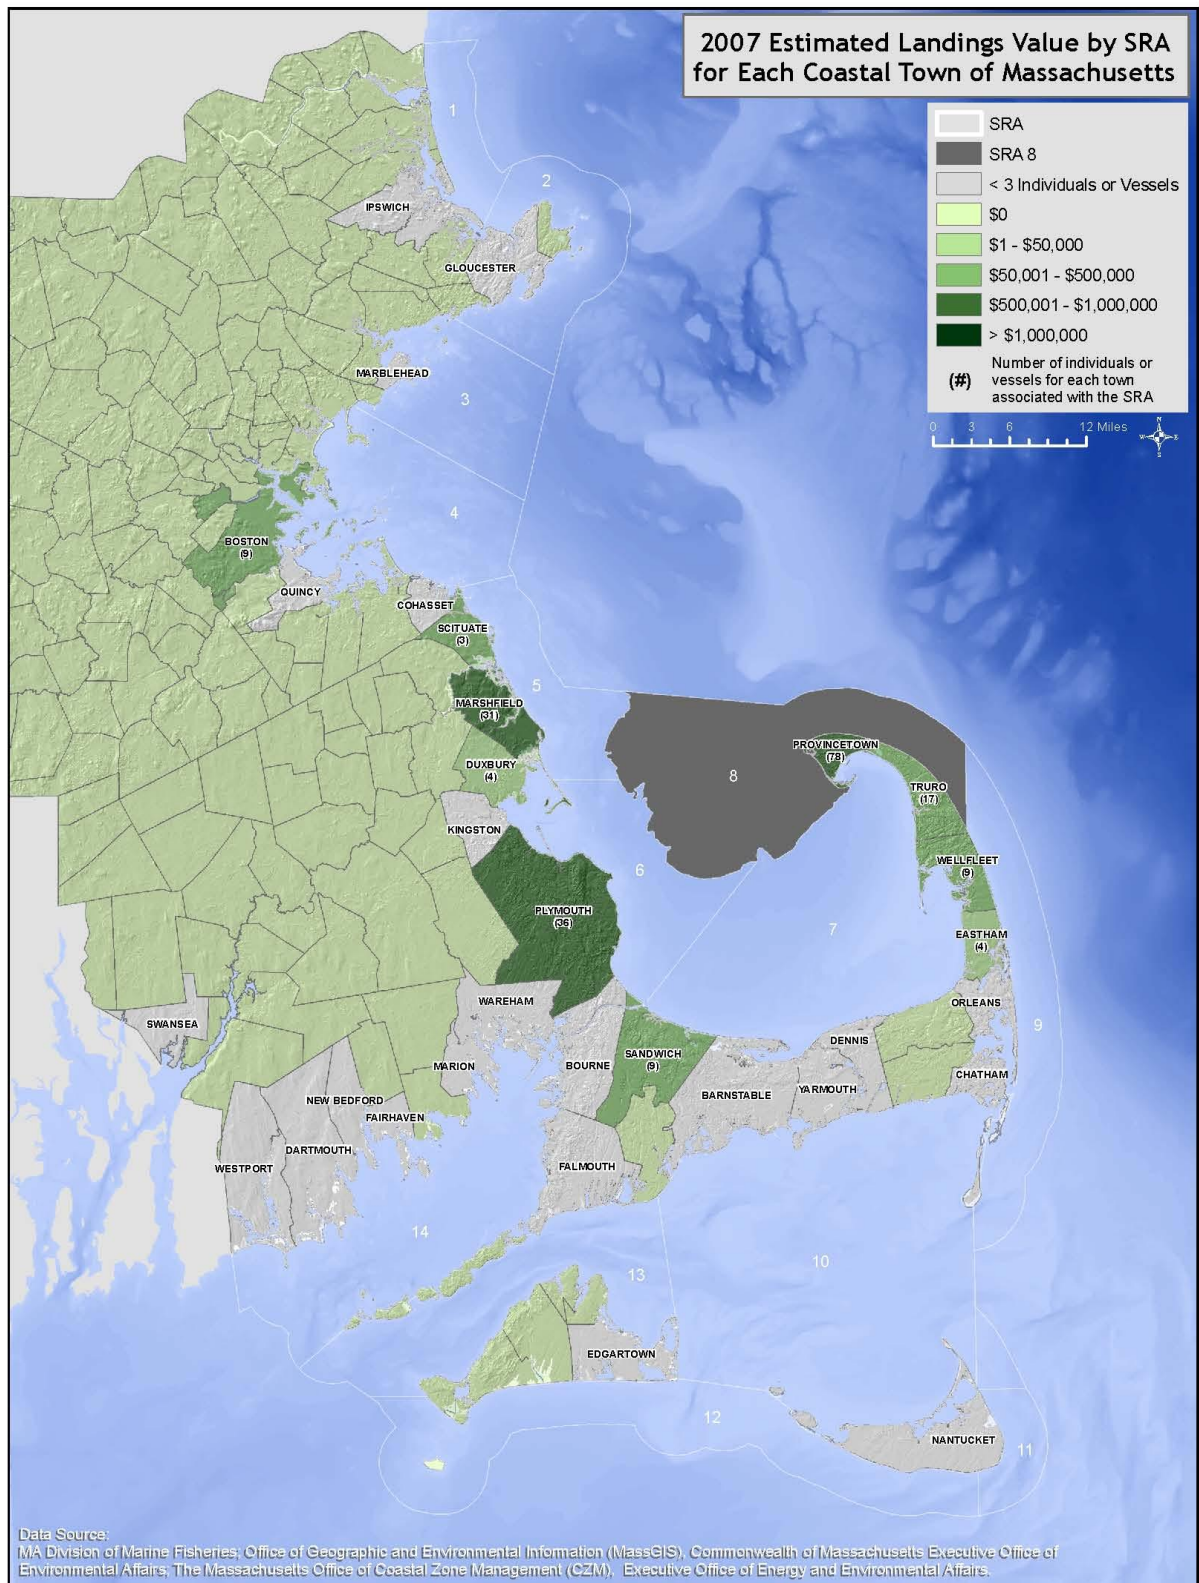 2007 Estimated Landings Value by SRA
for Each Coastal Town of Massachusetts
SRA
SRA 8
< 3 Individuals or Vessels
$0
$1 - $50,000
$50,001 - $500,000
$500,001 - $1,000,000
> $1,000,000
(#)
Number of individuals or
vessels for each town
associated with the SRA
0 3 6 12 Miles
N
W
E
S
1
2
IPSWICH
GLOUCESTER
MARBLEHEAD
3
4
BOSTON
(9)
QUINCY
COHASSET
SCITUATE
(3)
5
MARSHFIELD
(31)
PROVINCETOWN
(78)
DUXBURY
(4)
8
TRURO
(17)
KINGSTON
WELLFLEET
(9)
6
PLYMOUTH
(36)
7
EASTHAM
(4)
WAREHAM
ORLEANS
SWANSEA
9
DENNIS
SANDWICH
(9)
MARION
BOURNE
CHATHAM
YARMOUTH
BARNSTABLE
NEW BEDFORD
FAIRHAVEN
DARTMOUTH
WESTPORT
FALMOUTH
14
10
13
EDGARTOWN
12
NANTUCKET
11
Data Source:
MA Division of Marine Fisheries; Office of Geographic and Environmental Information (MassGIS), Commonwealth of Massachusetts Executive Office of
Environmental Affairs; The Massachusetts Office of Coastal Zone Management (CZM), Executive Office of Energy and Environmental Affairs.